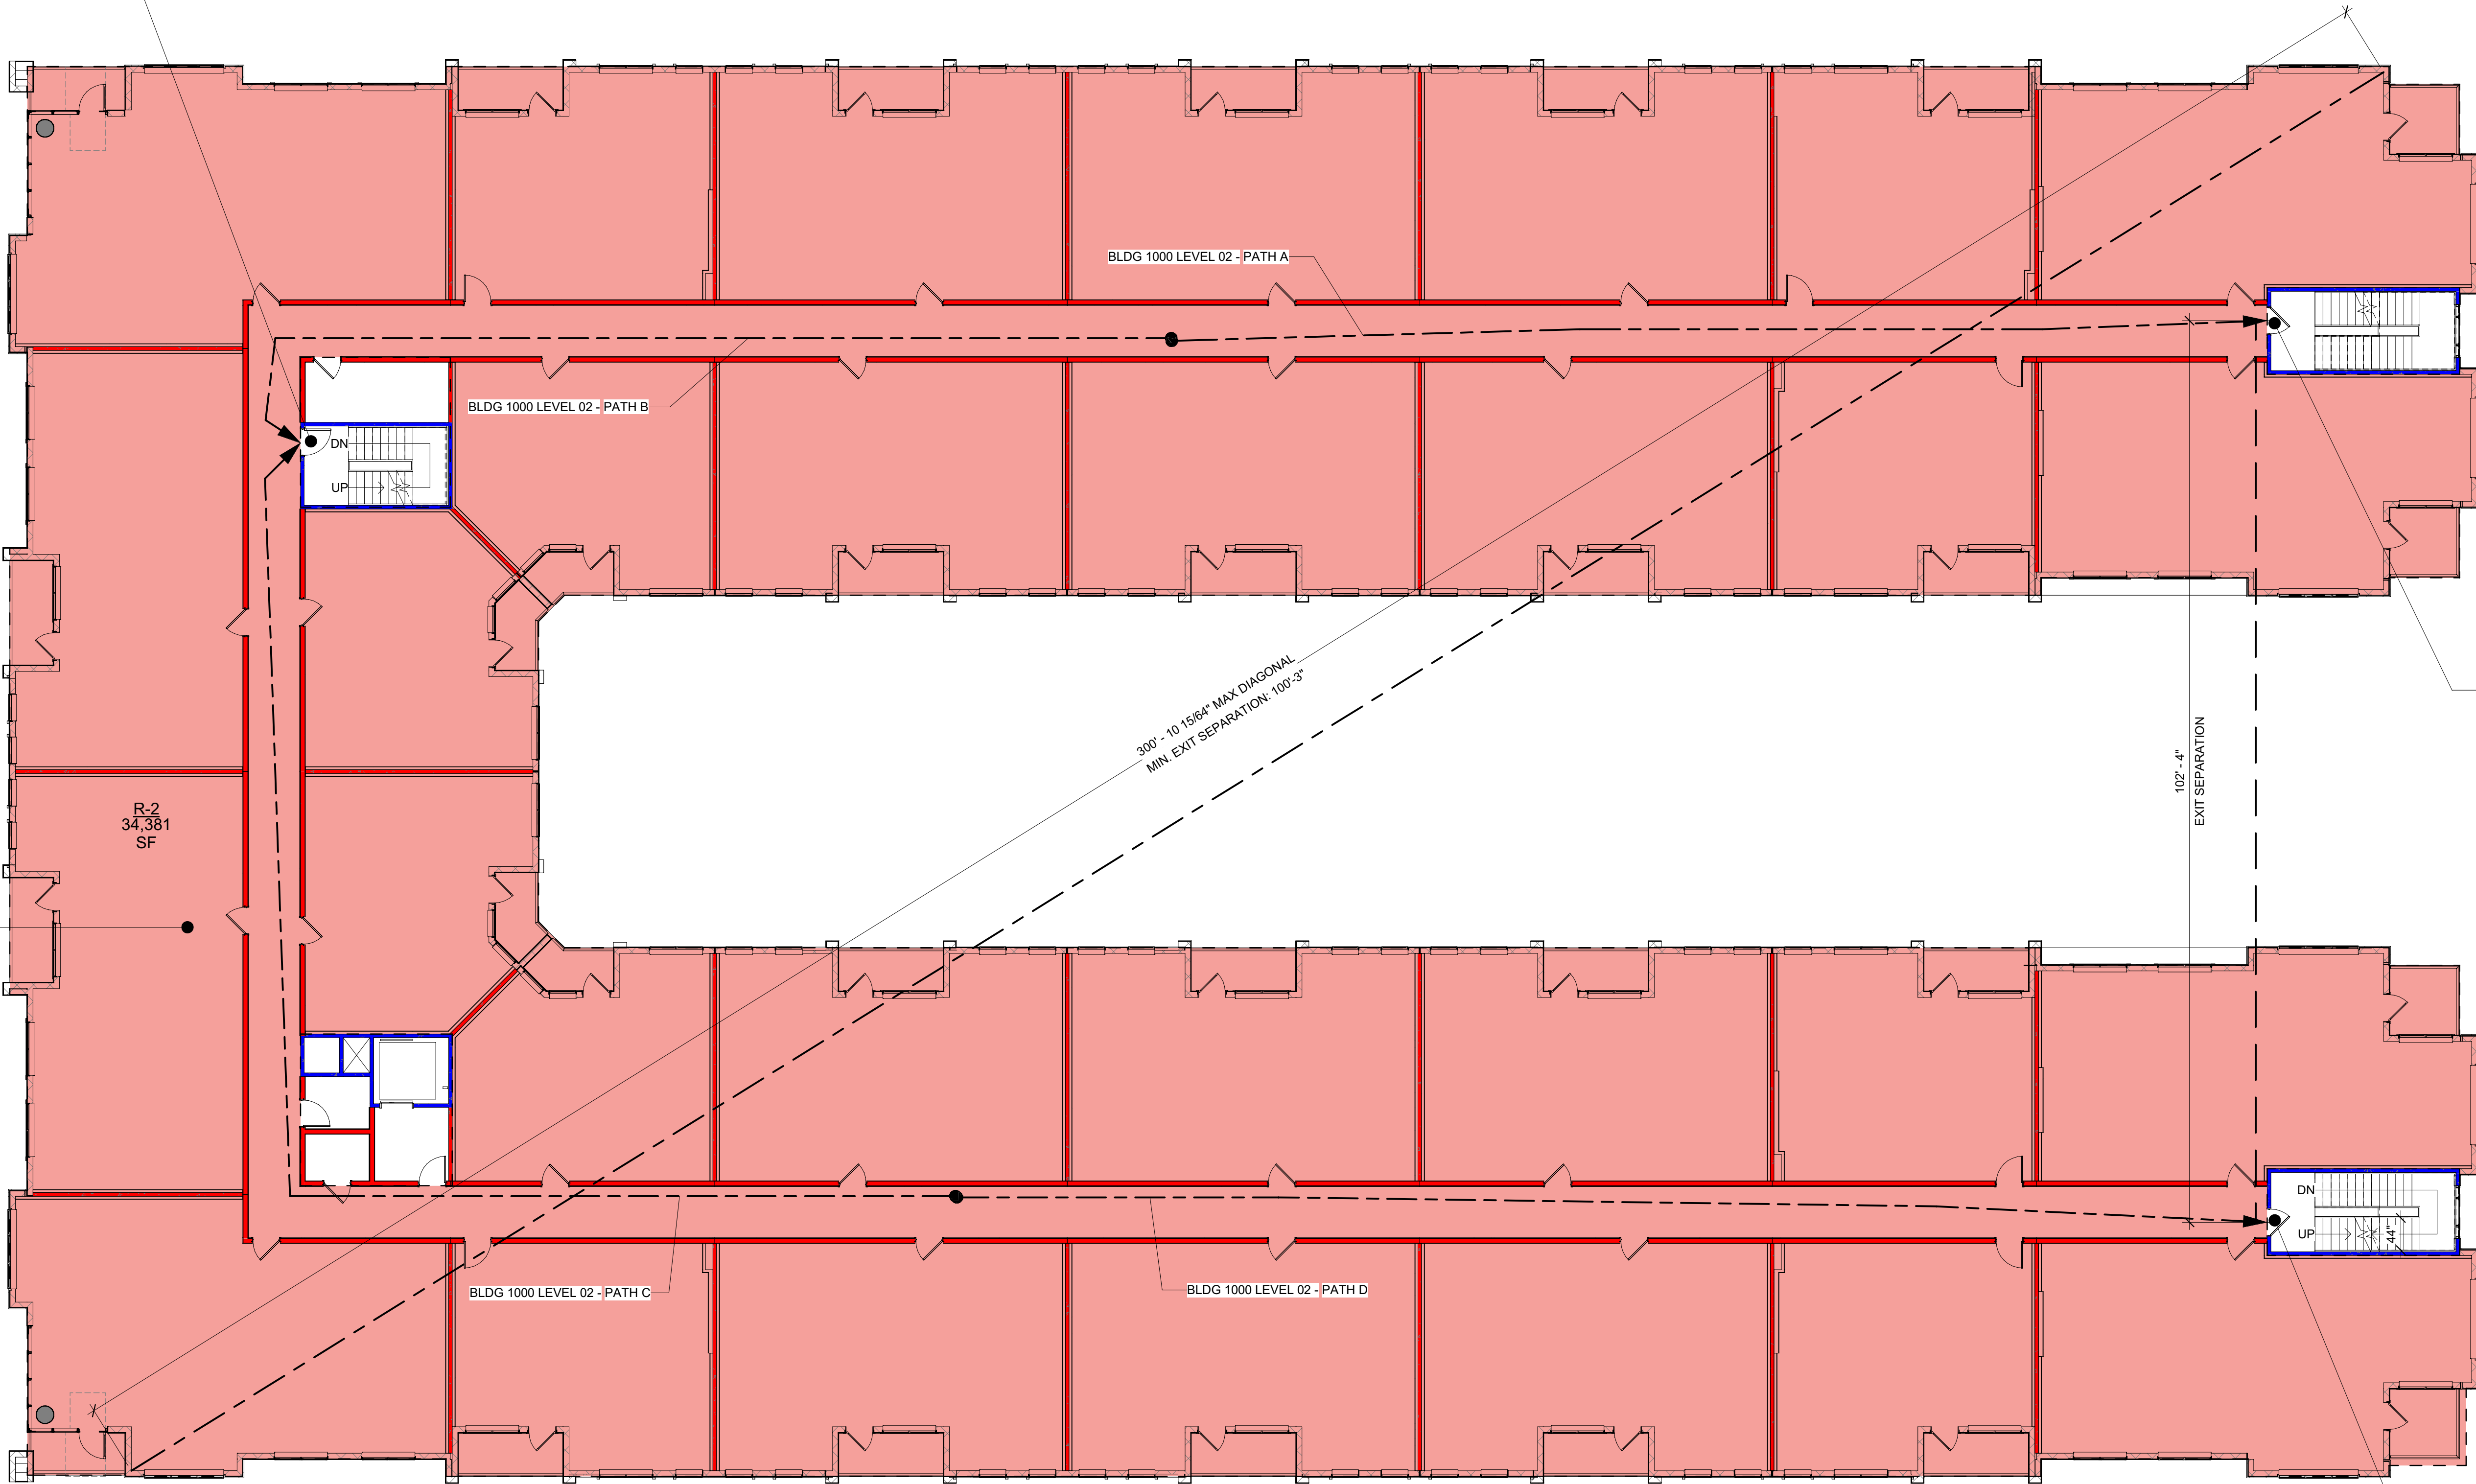 BLDG 1000 LEVEL 02 - PATH A
BLDG 1000 LEVEL 02 - PATH B
DN
UP
300' - 10 15/64" MAX DIAGONAL
MIN. EXIT SEPARATION: 100'-3"
102' - 4"
EXIT SEPARATION
R-2
34,381
SF
DN
UP
44"
BLDG 1000 LEVEL 02 - PATH C
BLDG 1000 LEVEL 02 - PATH D